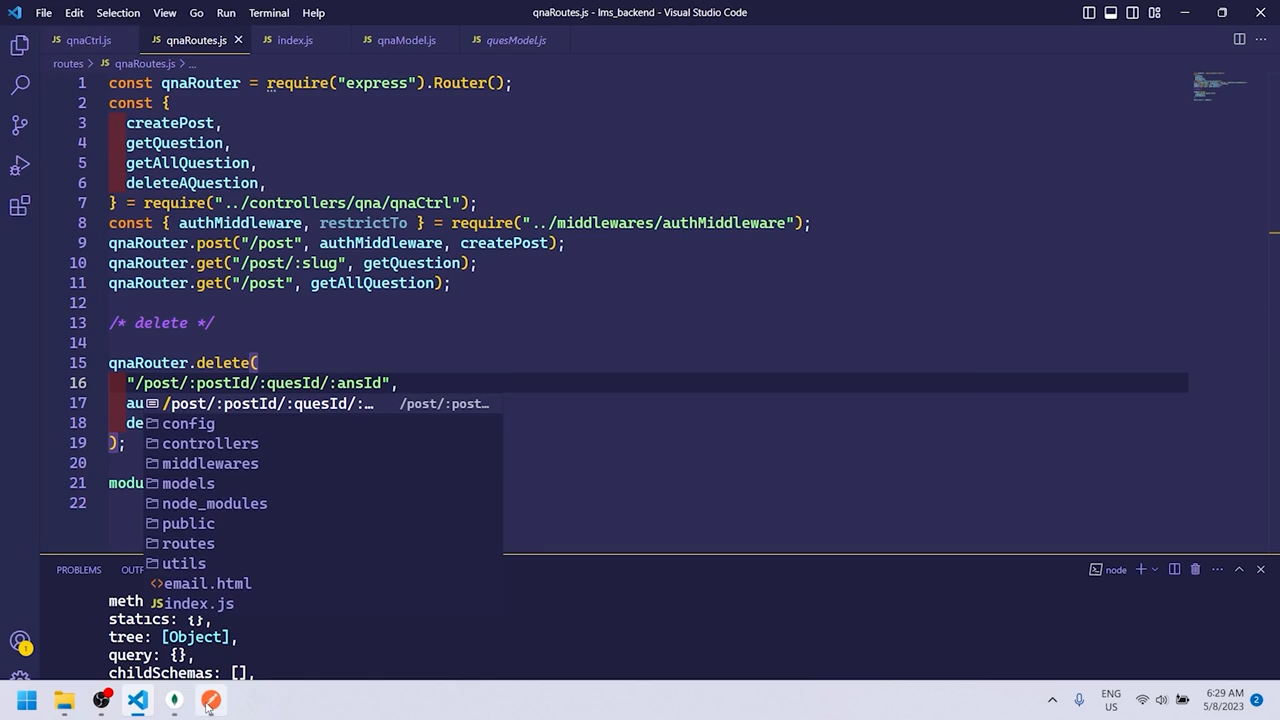 File Edit Selection View Go Run Terminal Help qnaRoutes.js - lms_backend - Visual Studio Code
qnaCtrl.js qnaRoutes.js index.js qnaModel.js quesModel.js
routes > qnaRoutes.js > ...
1 const qnaRouter = require("express").Router();
2 const {
3 createPost,
4 getQuestion,
5 getAllQuestion,
6 deleteAQuestion,
7 } = require("../controllers/qna/qnaCtrl");
8 const { authMiddleware, restrictTo } = require("../middlewares/authMiddleware");
9 qnaRouter.post("/post", authMiddleware, createPost);
10 qnaRouter.get("/post/:slug", getQuestion);
11 qnaRouter.get("/post", getAllQuestion);
12
13 /* delete */
14
15 qnaRouter.delete(
16 "/post/:postId/:quesId/:ansId",
17 au /post/:postId/:quesId/:… /post/:post…
18 de config
19 ); controllers
20 middlewares
21 modu models
22 node_modules
public
routes
utils
PROBLEMS OUT node
<>email.html
meth JS index.js
statics: {},
tree: [Object],
query: {},
childSchemas: [],
1
ENG
US
6:29 AM
5/8/2023
2